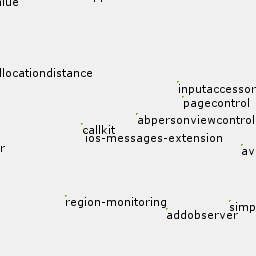 llocationdistance
inputaccessor
pagecontrol
abpersonviewcontrol
callkit
ios-messages-extension
av
r
region-monitoring
simp
addobserver